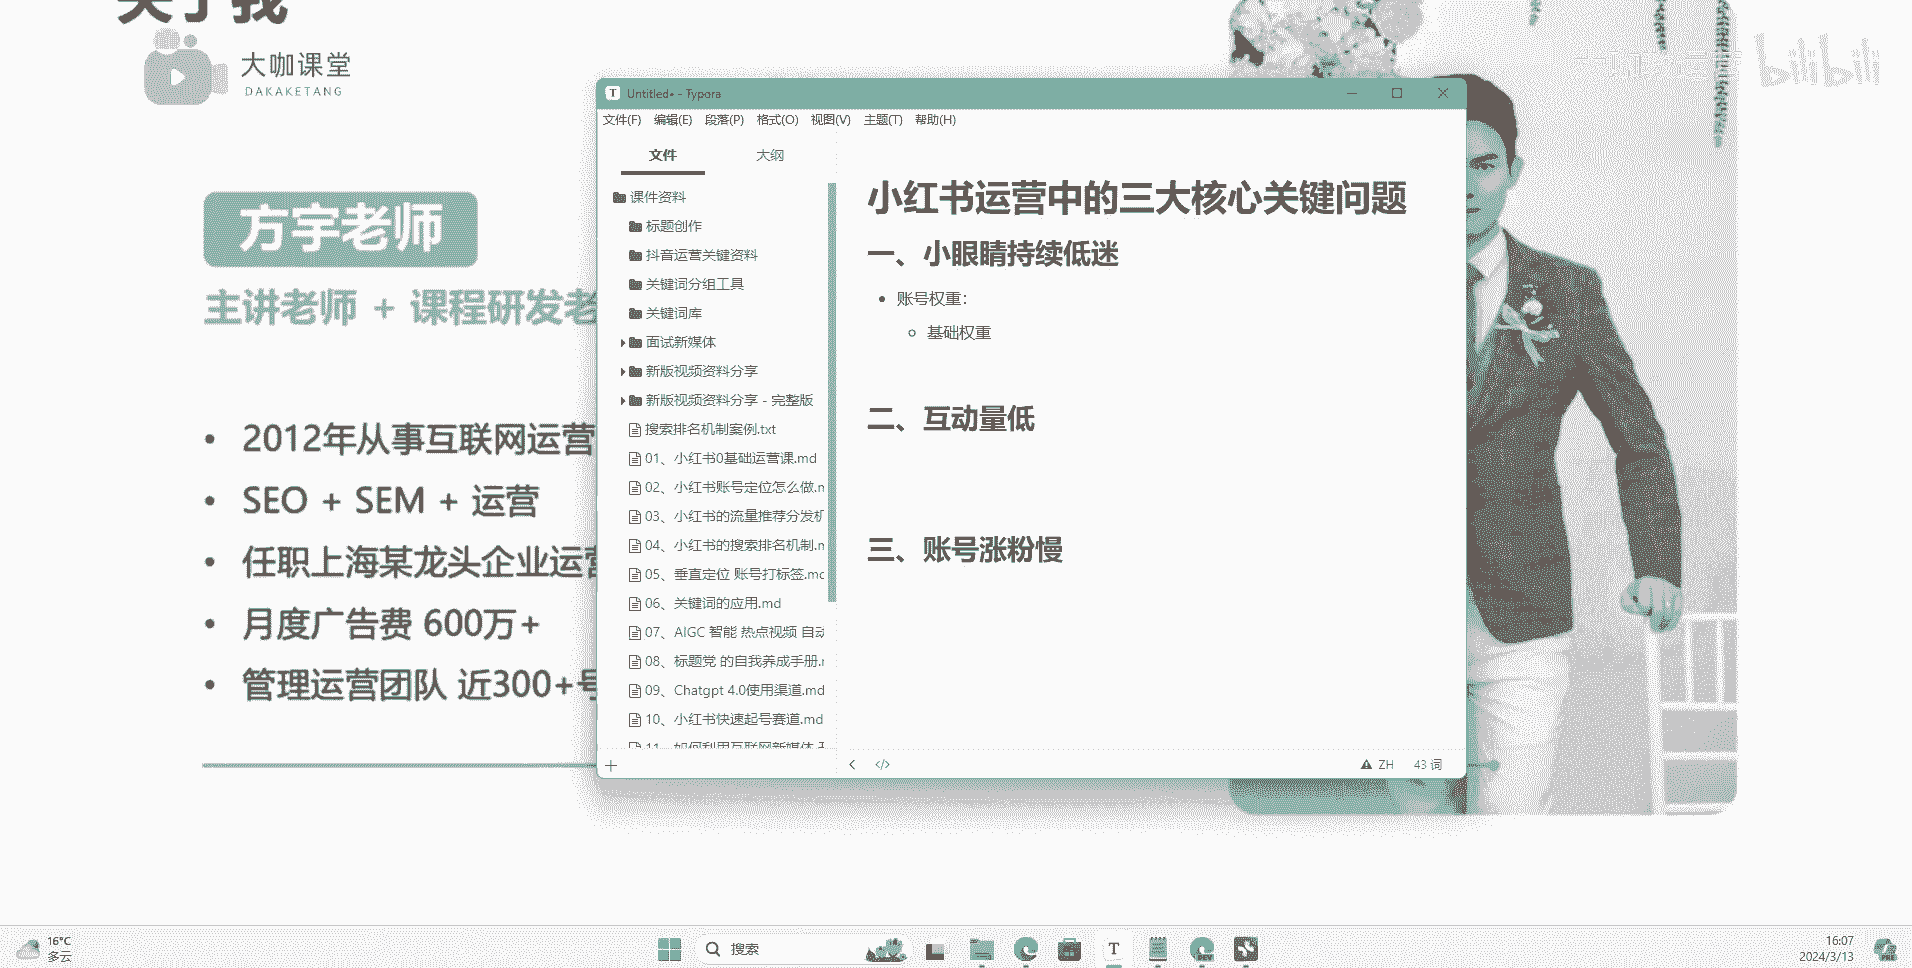 关于我
大咖课堂
DAKAKETANG
bilibili
方宇老师
主讲老师 + 课程研发老
2012年从事互联网运营
SEO + SEM + 运营
任职上海某龙头企业运营
月度广告费 600万+
管理运营团队 近300+号
Untitled• - Typora
文件(F) 编辑(E) 段落(P) 格式(O) 视图(V) 主题(T) 帮助(H)
文件 大纲
课件资料
标题创作
抖音运营关键资料
关键词分组工具
关键词库
面试新媒体
新版视频资料分享
新版视频资料分享 - 完整版
搜索排名机制案例.txt
01、小红书0基础运营课.md
02、小红书账号定位怎么做.m
03、小红书的流量推荐分发机
04、小红书的搜索排名机制.m
05、垂直定位 账号打标签.mc
06、关键词的应用.md
07、AIGC 智能 热点视频 自动
08、标题党 的自我养成手册.m
09、Chatgpt 4.0使用渠道.md
10、小红书快速起号赛道.md
11、如何利用互联网新媒体
小红书运营中的三大核心关键问题
一、小眼睛持续低迷
账号权重：
基础权重
二、互动量低
三、账号涨粉慢
ZH 43 词
16°C
多云
搜索
16:07
2024/3/13